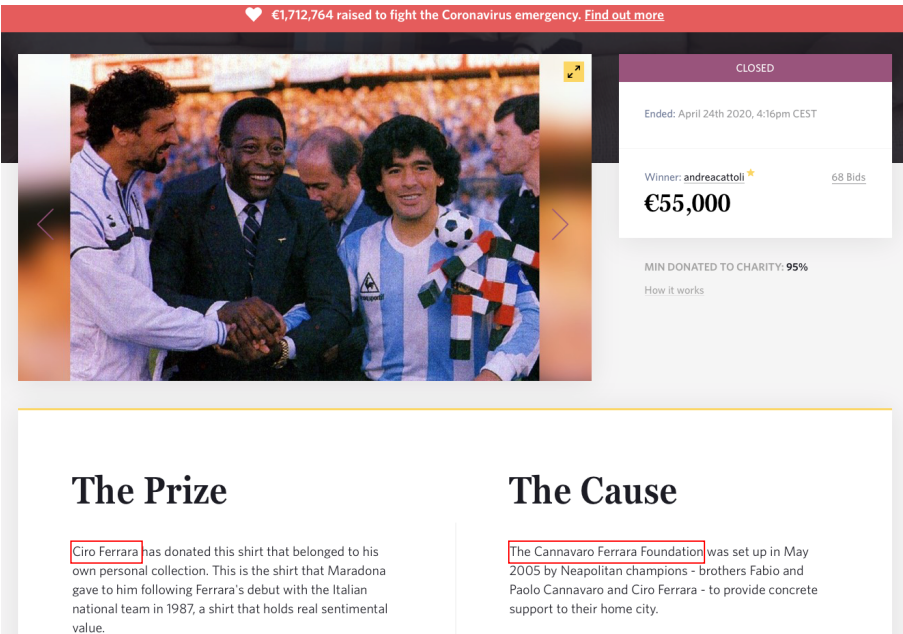 €1,712,764 raised to fight the Coronavirus emergency. Find out more
CLOSED
Ended: April 24th 2020, 4:16pm CEST
Winner: andreacattoli
68 Bids
€55,000
MIN DONATED TO CHARITY: 95%
How it works
The Prize
Ciro Ferrara has donated this shirt that belonged to his
own personal collection. This is the shirt that Maradona
gave to him following Ferrara's debut with the Italian
national team in 1987, a shirt that holds real sentimental
value.
The Cause
The Cannavaro Ferrara Foundation was set up in May
2005 by Neapolitan champions - brothers Fabio and
Paolo Cannavaro and Ciro Ferrara - to provide concrete
support to their home city.